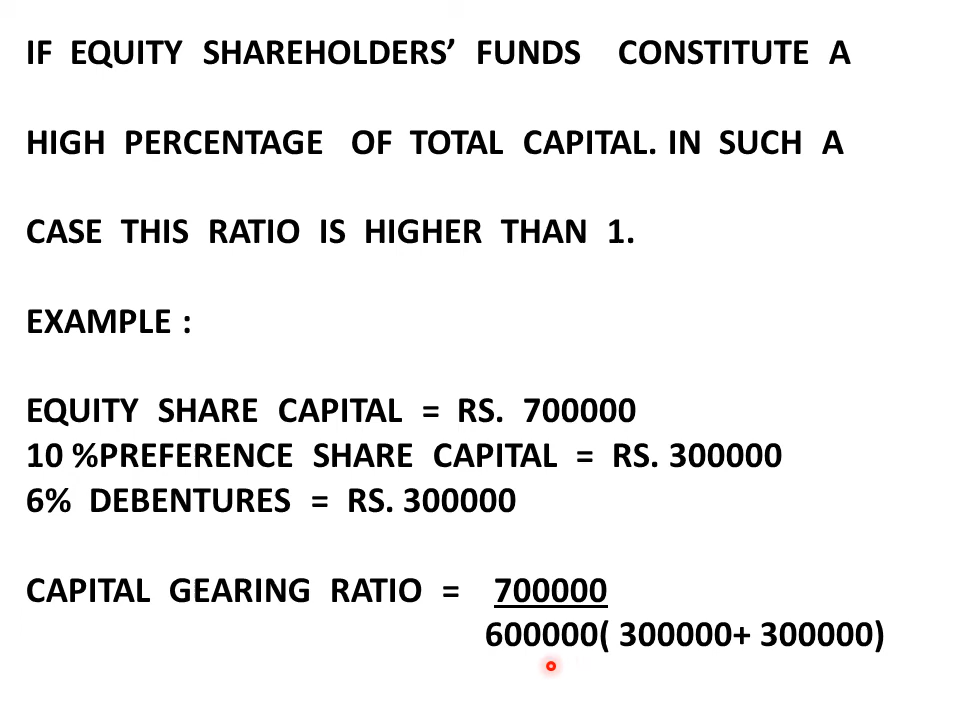 IF EQUITY SHAREHOLDERS’ FUNDS CONSTITUTE A
HIGH PERCENTAGE OF TOTAL CAPITAL. IN SUCH A
CASE THIS RATIO IS HIGHER THAN 1.
EXAMPLE :
EQUITY SHARE CAPITAL = RS. 700000
10 %PREFERENCE SHARE CAPITAL = RS. 300000
6% DEBENTURES = RS. 300000
CAPITAL GEARING RATIO = 700000
600000( 300000+ 300000)